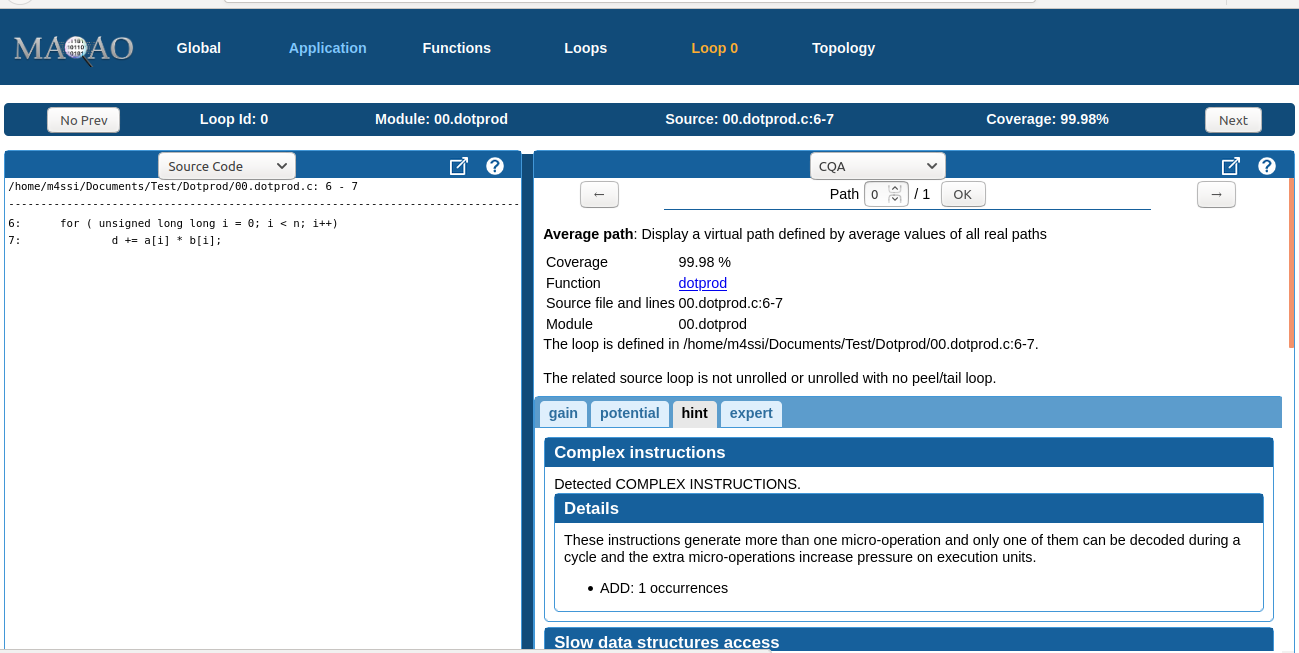 MAQAO
Global Application Functions Loops Loop 0 Topology
No Prev Loop Id: 0 Module: 00.dotprod Source: 00.dotprod.c:6-7 Coverage: 99.98% Next
Source Code
/home/m4ssi/Documents/Test/Dotprod/00.dotprod.c: 6 - 7
--------------------------------------------------------------------------------
6: for ( unsigned long long i = 0; i < n; i++)
7: d += a[i] * b[i];
CQA
← Path 0 / 1 OK →
Average path: Display a virtual path defined by average values of all real paths
Coverage 99.98 %
Function dotprod
Source file and lines 00.dotprod.c:6-7
Module 00.dotprod
The loop is defined in /home/m4ssi/Documents/Test/Dotprod/00.dotprod.c:6-7.
The related source loop is not unrolled or unrolled with no peel/tail loop.
gain potential hint expert
Complex instructions
Detected COMPLEX INSTRUCTIONS.
Details
These instructions generate more than one micro-operation and only one of them can be decoded during a
cycle and the extra micro-operations increase pressure on execution units.
• ADD: 1 occurrences
Slow data structures access